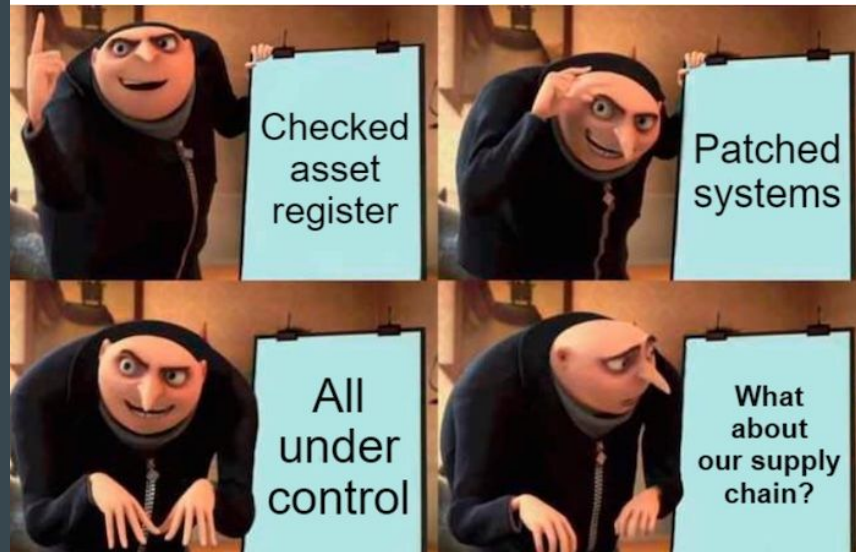 Checked
asset
register
Patched
systems
All
under
control
What
about
our supply
chain?